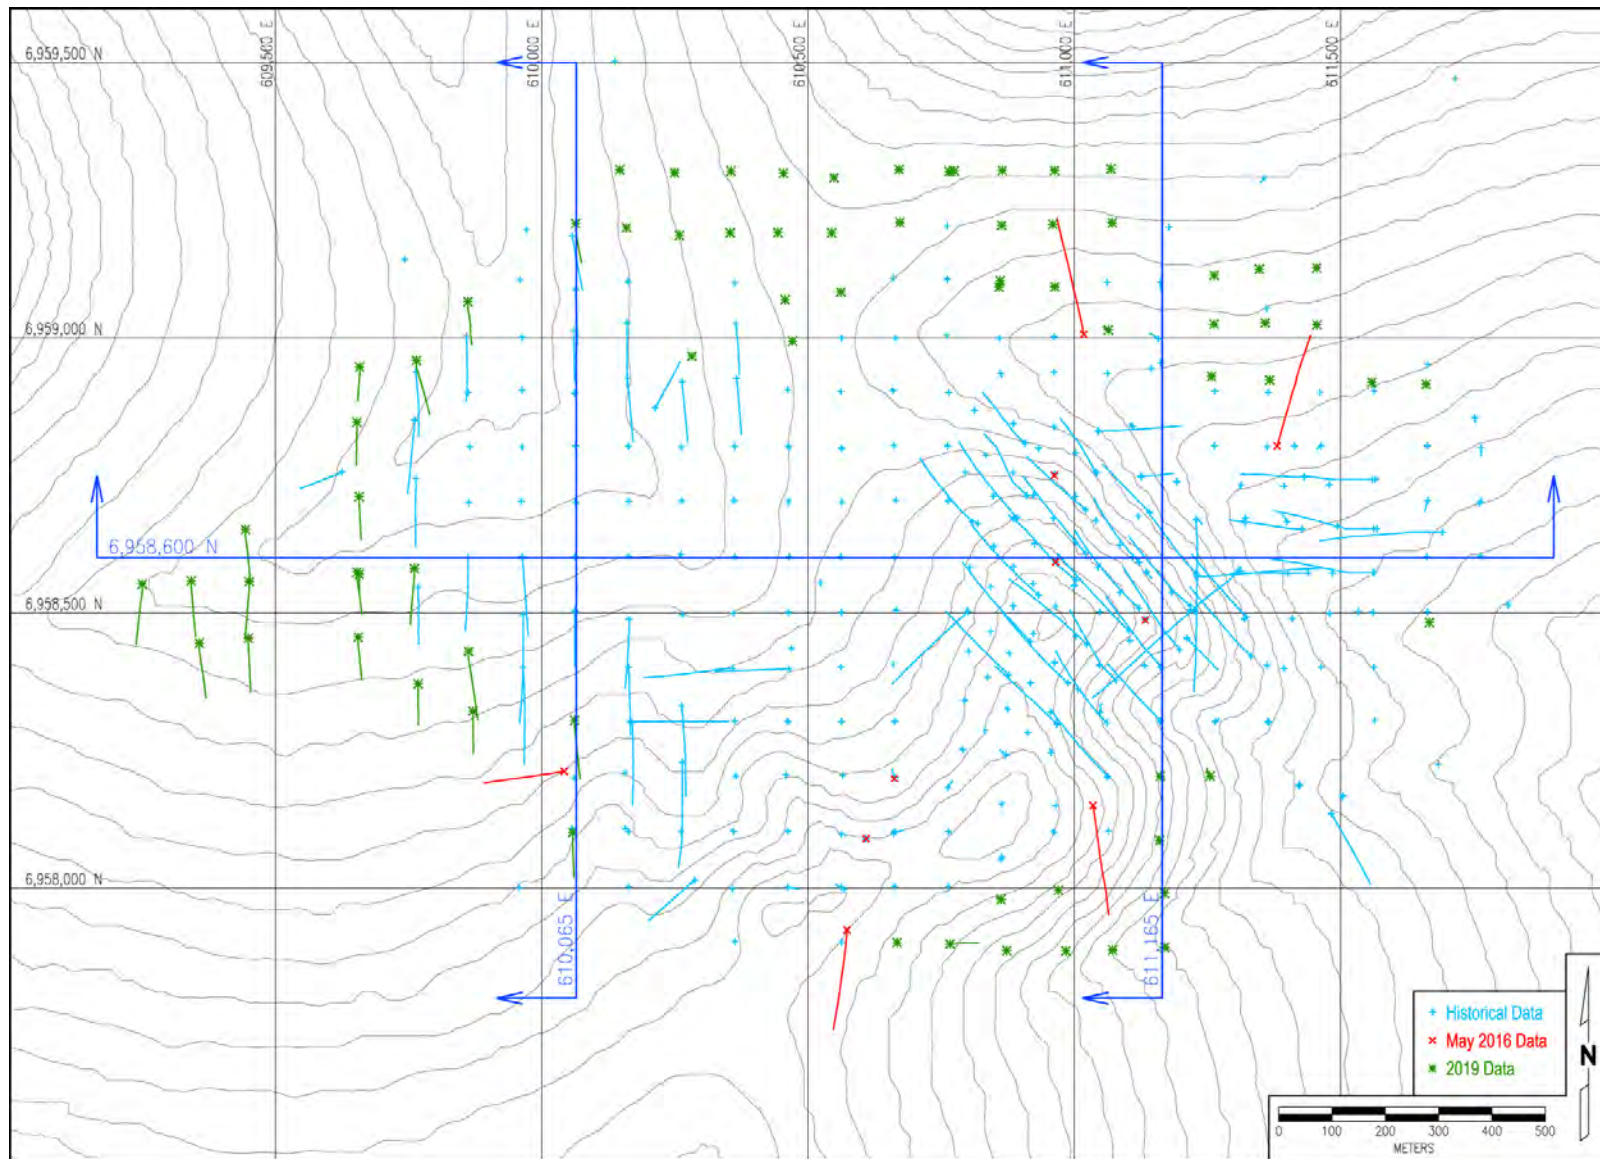 609,500 E
610,000 E
610,500 E
611,000 E
611,500 E
6,959,500 N
6,959,000 N
6,958,600 N
6,958,500 N
6,958,000 N
610,065 E
611,165 E
+ Historical Data
× May 2016 Data
2019 Data
N
0 100 200 300 400 500
METERS